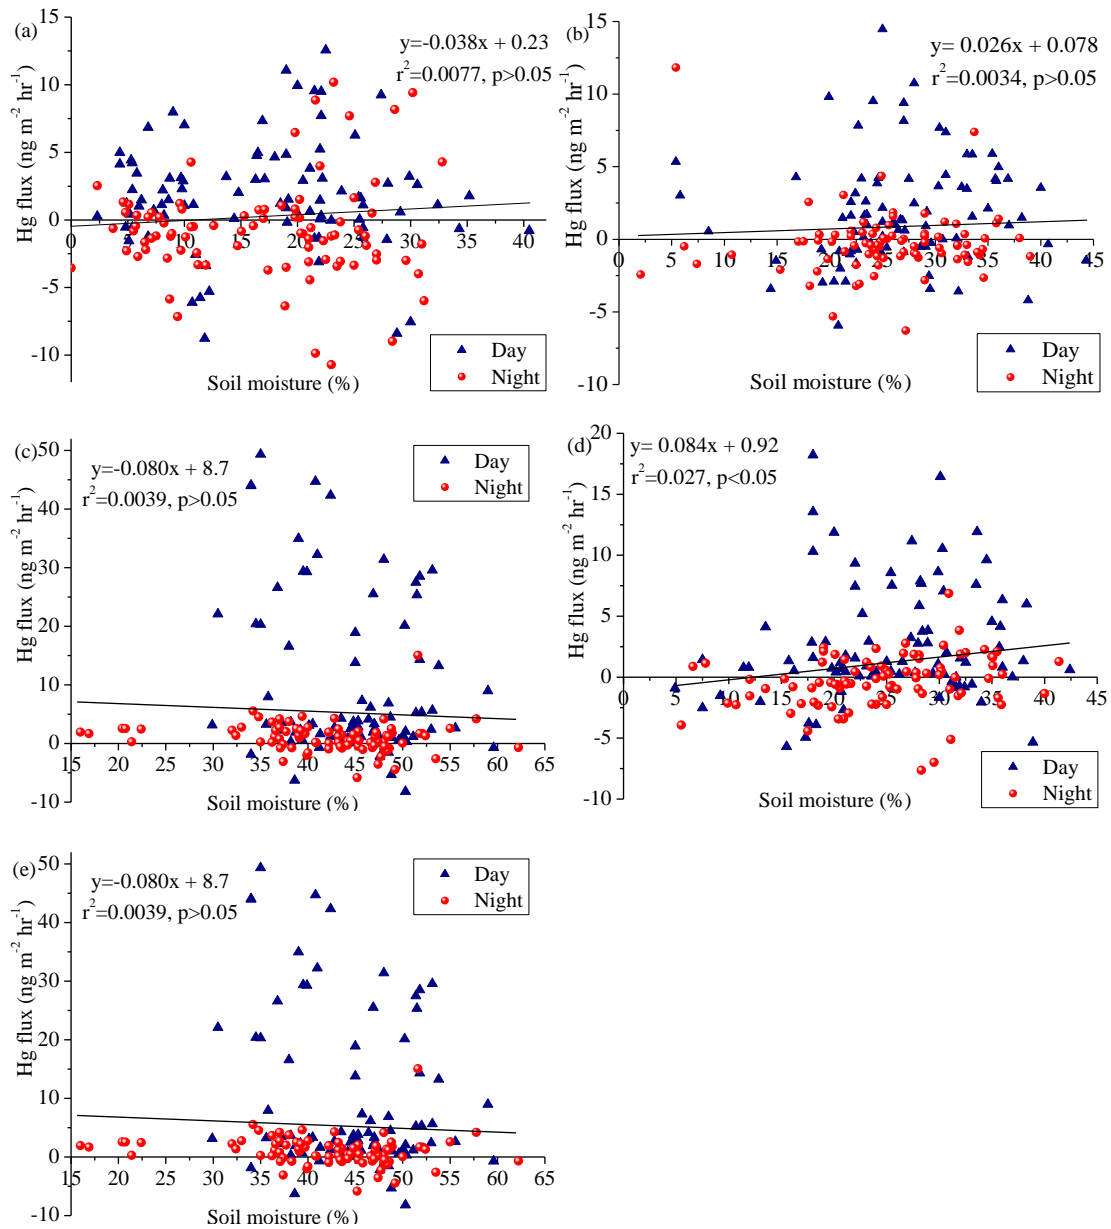 (a)
y=-0.038x + 0.23
r²=0.0077, p>0.05
Hg flux (ng m⁻² hr⁻¹)
15
10
5
0
-5
-10
0 5 10 15 20 25 30 35 40
Soil moisture (%)
Day
Night
(b)
y= 0.026x + 0.078
r²=0.0034, p>0.05
Hg flux (ng m⁻² hr⁻¹)
15
10
5
0
-5
-10
0 5 10 15 20 25 30 35 40 45
Soil moisture (%)
Day
Night
(c)
y=-0.080x + 8.7
r²=0.0039, p>0.05
Hg flux (ng m⁻² hr⁻¹)
50
40
30
20
10
0
-10
15 20 25 30 35 40 45 50 55 60 65
Soil moisture (%)
Day
Night
(d)
y= 0.084x + 0.92
r²=0.027, p<0.05
Hg flux (ng m⁻² hr⁻¹)
20
15
10
5
0
-5
-10
0 5 10 15 20 25 30 35 40 45
Soil moisture (%)
Day
Night
(e)
y=-0.080x + 8.7
r²=0.0039, p>0.05
Hg flux (ng m⁻² hr⁻¹)
50
40
30
20
10
0
-10
15 20 25 30 35 40 45 50 55 60 65
Soil moisture (%)
Day
Night